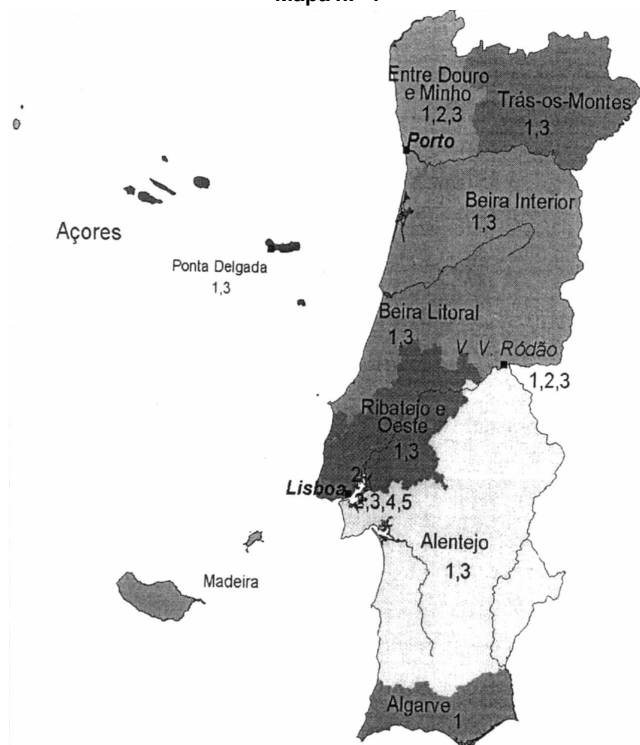 Entre Douro
e Minho
1,2,3
Trás-os-Montes
1,3
Porto
Beira Interior
1,3
Açores
Ponta Delgada
1,3
Beira Litoral
1,3
V. V. Ródão
1,2,3
Ribatejo e
Oeste
1,3
2
Lisboa
2,3,4,5
Alentejo
1,3
Madeira
Algarve
1